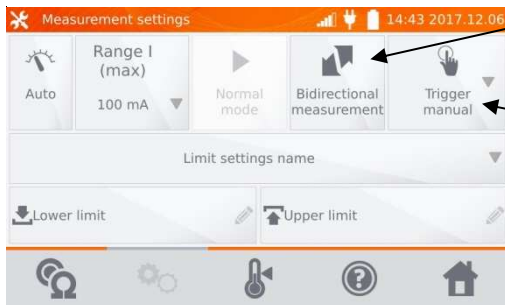 Measurement settings 14:43 2017.12.06
Auto
Range I
(max)
100 mA
Normal
mode
Bidirectional
measurement
Trigger
manual
Limit settings name
Lower limit
Upper limit